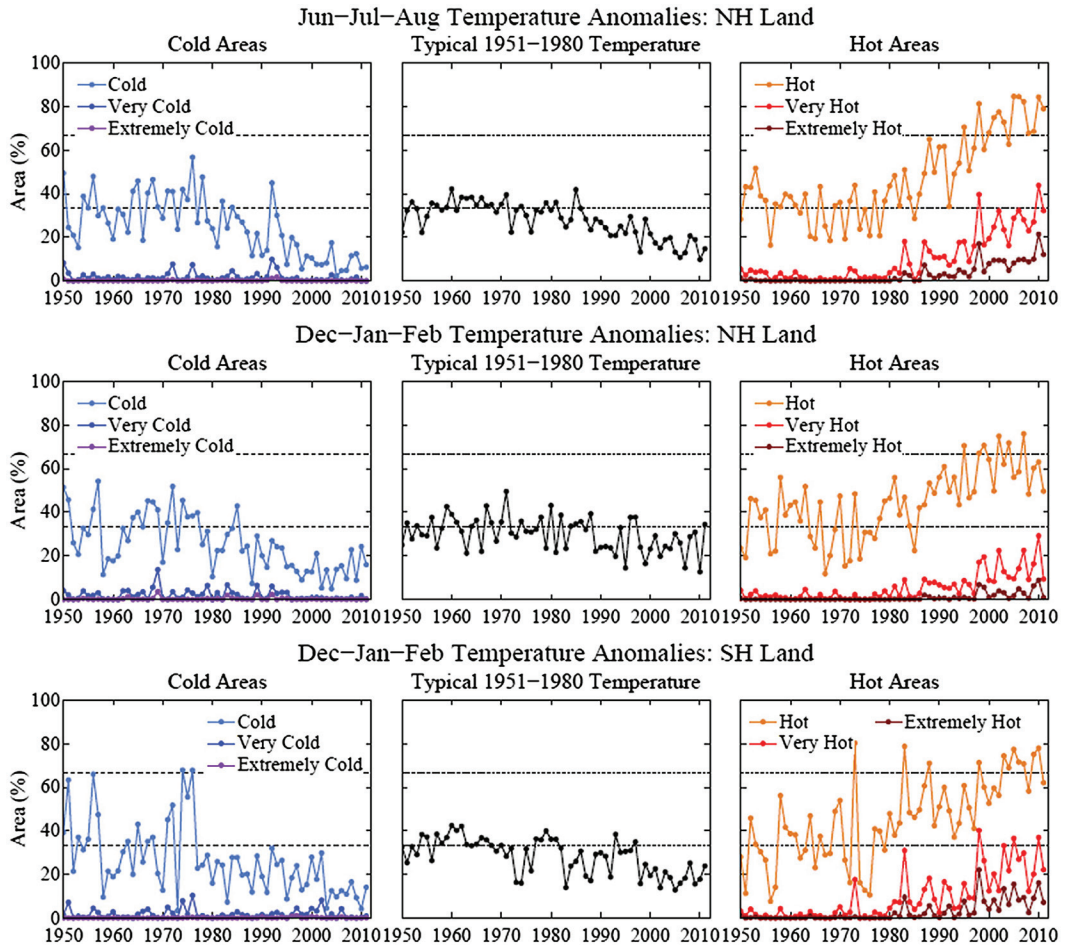 Jun−Jul−Aug Temperature Anomalies: NH Land
Cold Areas
Typical 1951−1980 Temperature
Hot Areas
Area (%)
100
80
60
40
20
0
Cold
Very Cold
Extremely Cold
Hot
Very Hot
Extremely Hot
1950 1960 1970 1980 1990 2000 2010
1950 1960 1970 1980 1990 2000 2010
1950 1960 1970 1980 1990 2000 2010
Dec−Jan−Feb Temperature Anomalies: NH Land
Cold Areas
Typical 1951−1980 Temperature
Hot Areas
Area (%)
100
80
60
40
20
0
Cold
Very Cold
Extremely Cold
Hot
Very Hot
Extremely Hot
1950 1960 1970 1980 1990 2000 2010
1950 1960 1970 1980 1990 2000 2010
1950 1960 1970 1980 1990 2000 2010
Dec−Jan−Feb Temperature Anomalies: SH Land
Cold Areas
Typical 1951−1980 Temperature
Hot Areas
Area (%)
100
80
60
40
20
0
Cold
Very Cold
Extremely Cold
Hot
Very Hot
Extremely Hot
1950 1960 1970 1980 1990 2000 2010
1950 1960 1970 1980 1990 2000 2010
1950 1960 1970 1980 1990 2000 2010